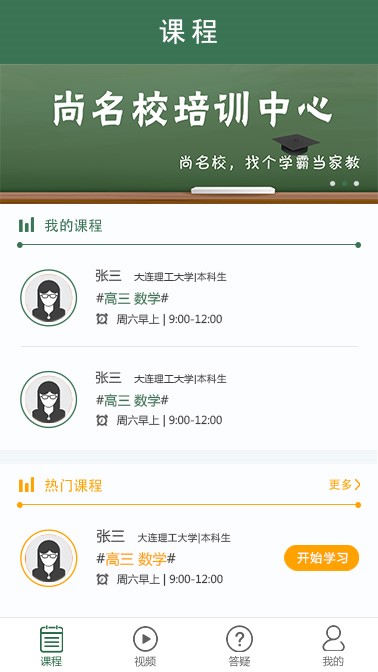 课程
尚名校培训中心
尚名校，找个学霸当家教
我的课程
张三 大连理工大学|本科生
#高三 数学#
周六早上 | 9:00-12:00
张三 大连理工大学|本科生
#高三 数学#
周六早上 | 9:00-12:00
热门课程 更多
张三 大连理工大学|本科生
#高三 数学#
开始学习
周六早上 | 9:00-12:00
课程 视频 答疑 我的